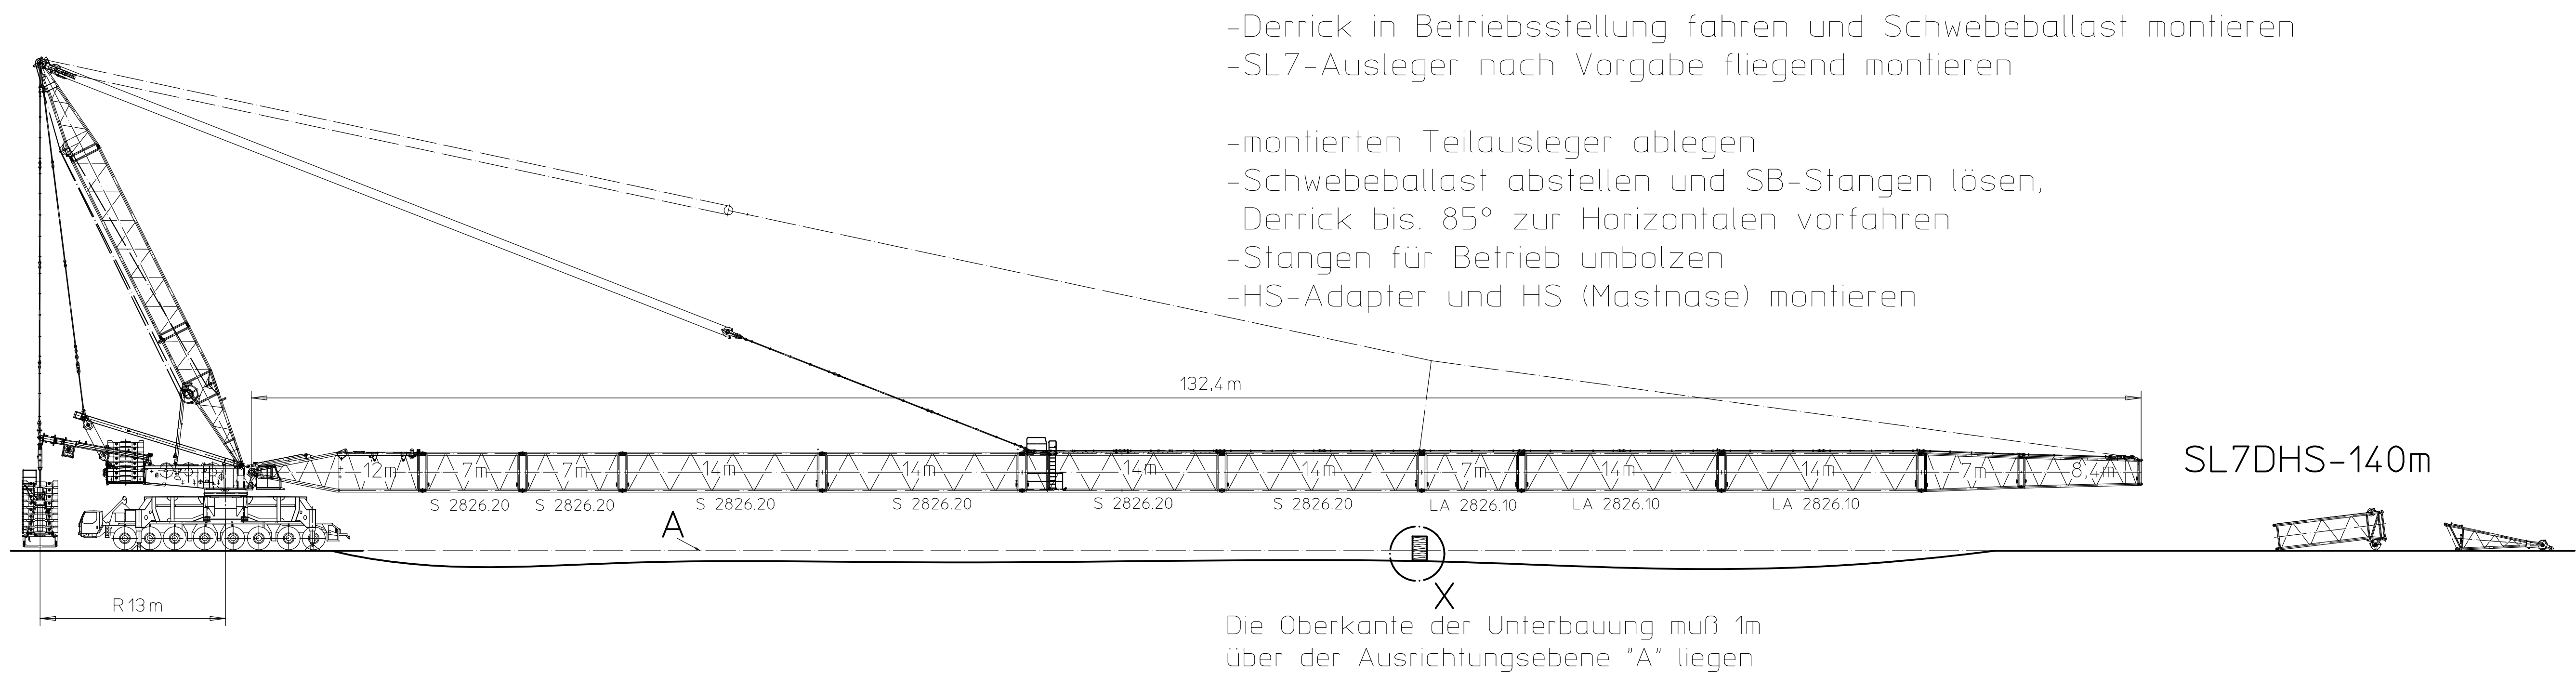 -Derrick in Betriebsstellung fahren und Schwebeballast montieren
-SL7-Ausleger nach Vorgabe fliegend montieren
-montierten Teilausleger ablegen
-Schwebeballast abstellen und SB-Stangen lösen,
Derrick bis. 85° zur Horizontalen vorfahren
-Stangen für Betrieb umbolzen
-HS-Adapter und HS (Mastnase) montieren
132,4m
SL7DHS-140m
12m 7m 7m 14m 14m 14m 14m 7m 14m 14m 7m 8,4m
S 2826.20 S 2826.20 S 2826.20 S 2826.20 S 2826.20 S 2826.20 LA 2826.10 LA 2826.10 LA 2826.10
A
X
R13m
Die Oberkante der Unterbauung muß 1m
über der Ausrichtungsebene "A" liegen